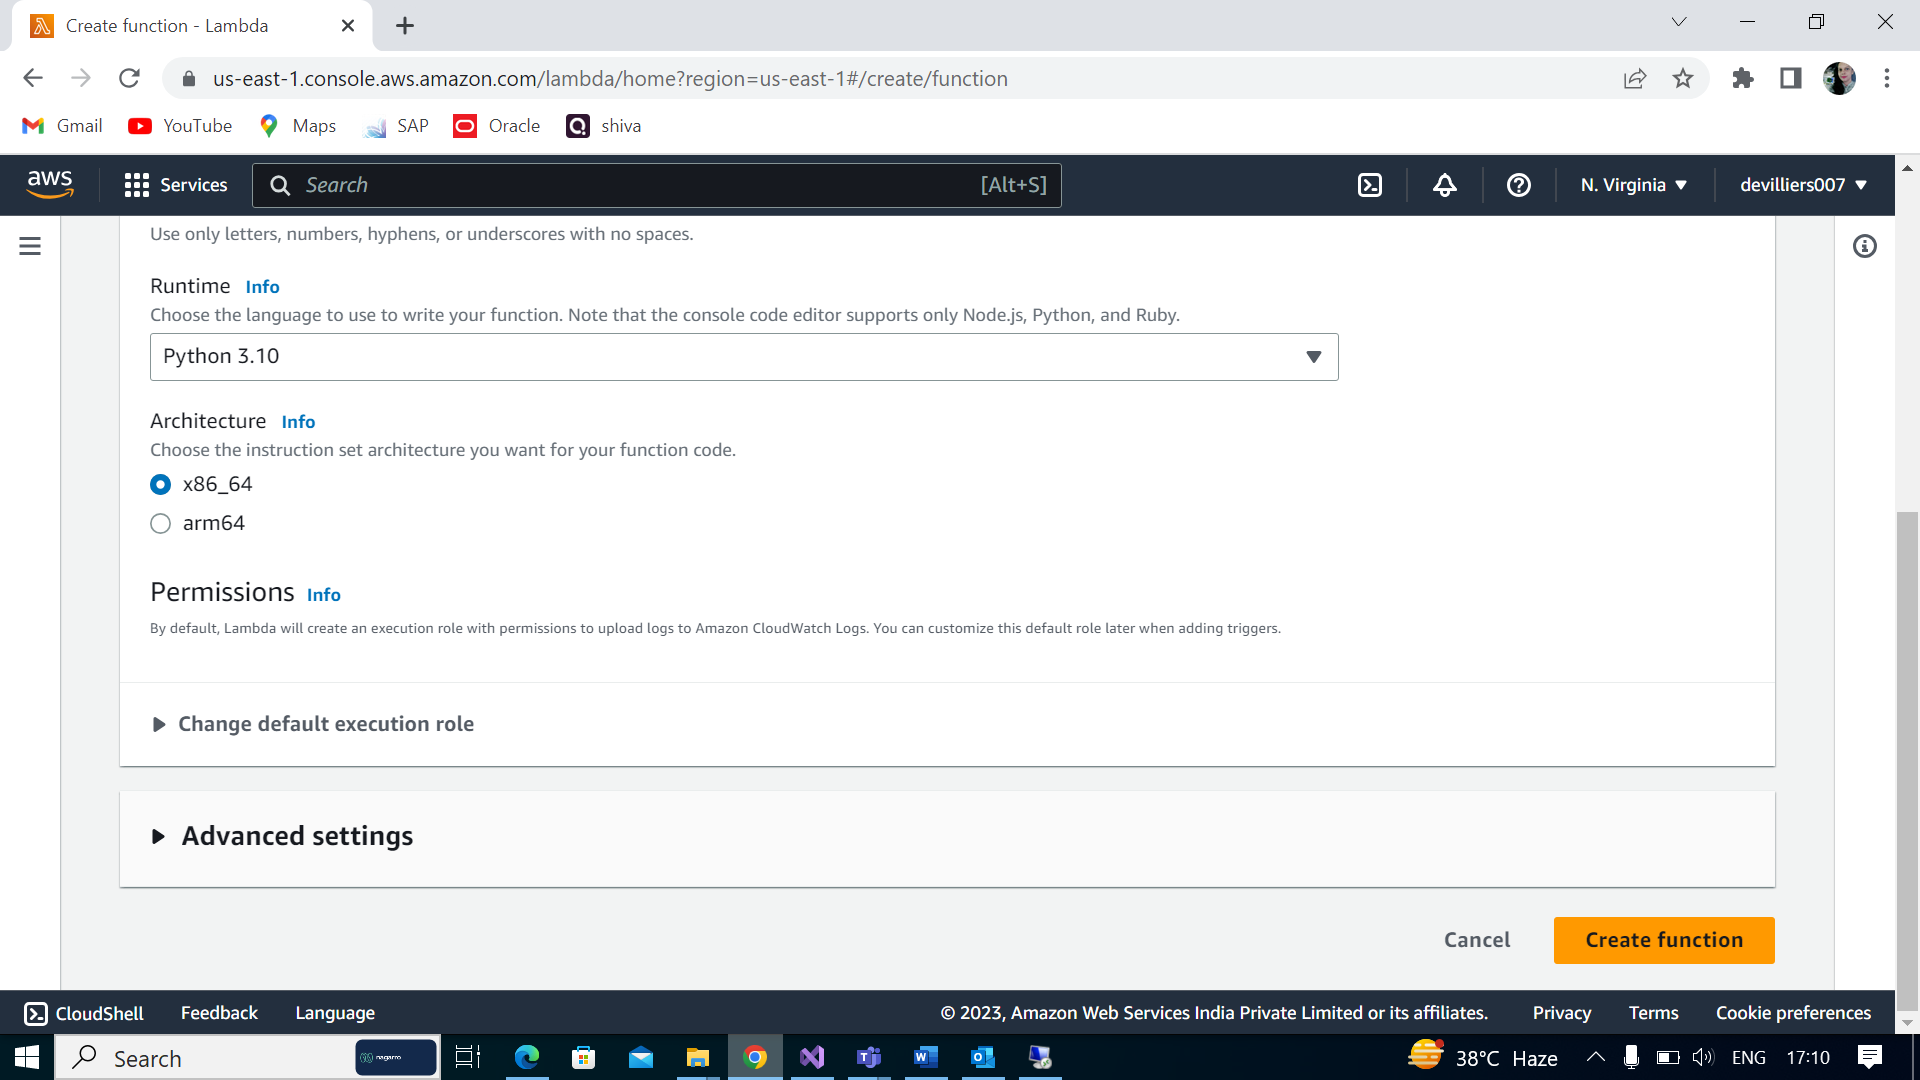 Create function - Lambda
us-east-1.console.aws.amazon.com/lambda/home?region=us-east-1#/create/function
Gmail YouTube Maps SAP Oracle shiva
aws Services Search [Alt+S] N. Virginia devilliers007
Use only letters, numbers, hyphens, or underscores with no spaces.
Runtime Info
Choose the language to use to write your function. Note that the console code editor supports only Node.js, Python, and Ruby.
Python 3.10
Architecture Info
Choose the instruction set architecture you want for your function code.
x86_64
arm64
Permissions Info
By default, Lambda will create an execution role with permissions to upload logs to Amazon CloudWatch Logs. You can customize this default role later when adding triggers.
Change default execution role
Advanced settings
Cancel Create function
CloudShell Feedback Language © 2023, Amazon Web Services India Private Limited or its affiliates. Privacy Terms Cookie preferences
Search nagarro 38°C Haze ENG 17:10